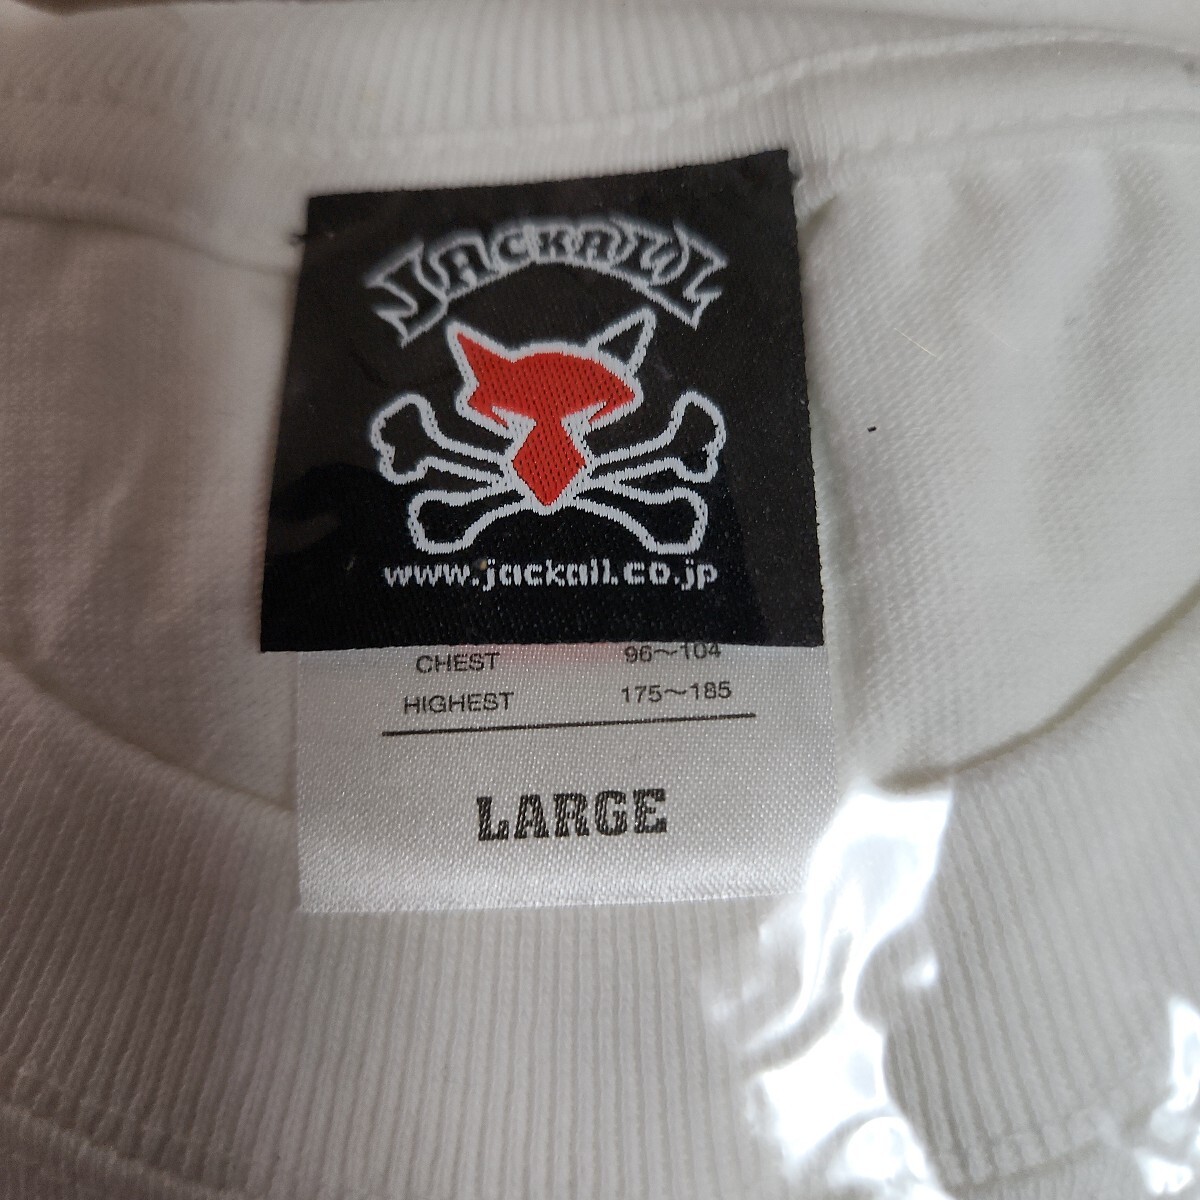 JACKALL
www.jackall.co.jp
CHEST 96～104
HIGHEST 175～185
LARGE